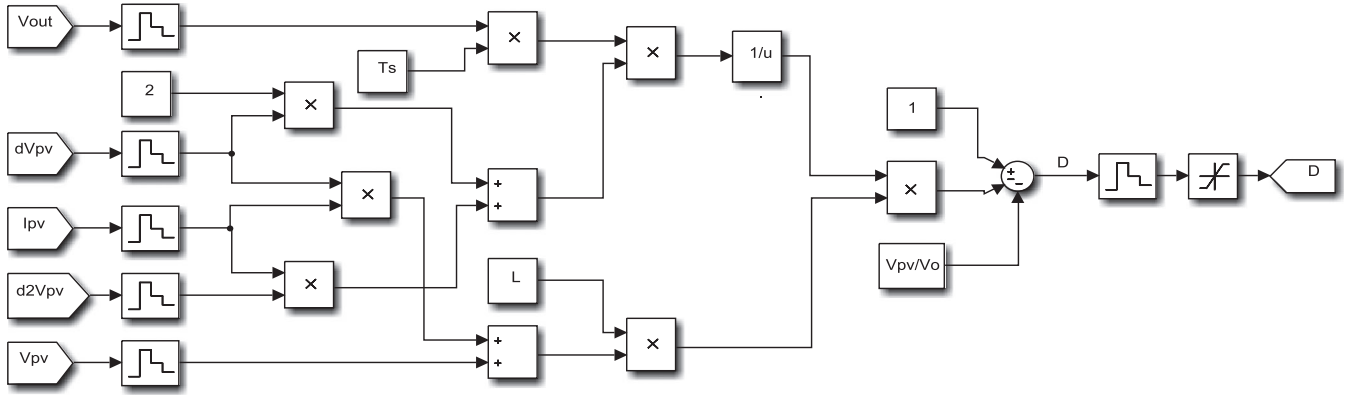 Vout
Ts
×
×
1/u
2
×
1
dVpv
×
+
+
×
+
−
−
D
D
Ipv
Vpv/Vo
d2Vpv
×
L
Vpv
+
+
×